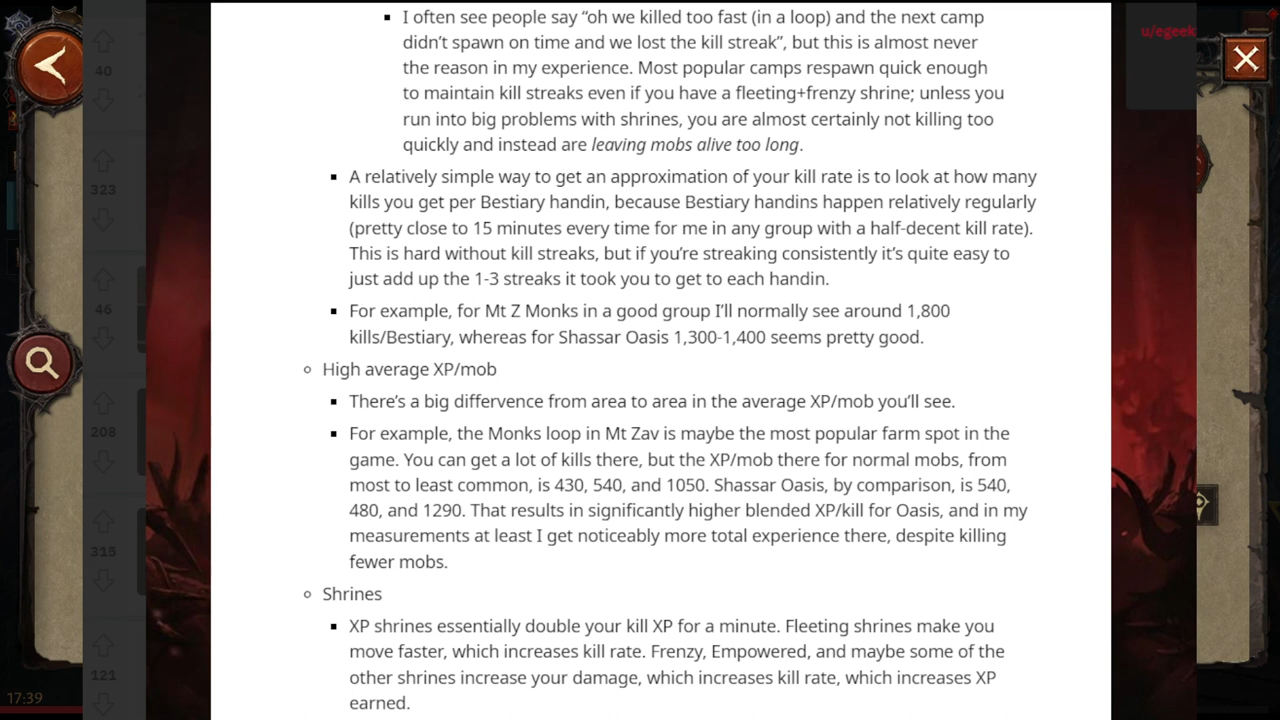 I often see people say “oh we killed too fast (in a loop) and the next camp
didn’t spawn on time and we lost the kill streak”, but this is almost never
the reason in my experience. Most popular camps respawn quick enough
to maintain kill streaks even if you have a fleeting+frenzy shrine; unless you
run into big problems with shrines, you are almost certainly not killing too
quickly and instead are leaving mobs alive too long.
A relatively simple way to get an approximation of your kill rate is to look at how many
kills you get per Bestiary handin, because Bestiary handins happen relatively regularly
(pretty close to 15 minutes every time for me in any group with a half-decent kill rate).
This is hard without kill streaks, but if you’re streaking consistently it’s quite easy to
just add up the 1-3 streaks it took you to get to each handin.
For example, for Mt Z Monks in a good group I’ll normally see around 1,800
kills/Bestiary, whereas for Shassar Oasis 1,300-1,400 seems pretty good.
High average XP/mob
There’s a big differvence from area to area in the average XP/mob you’ll see.
For example, the Monks loop in Mt Zav is maybe the most popular farm spot in the
game. You can get a lot of kills there, but the XP/mob there for normal mobs, from
most to least common, is 430, 540, and 1050. Shassar Oasis, by comparison, is 540,
480, and 1290. That results in significantly higher blended XP/kill for Oasis, and in my
measurements at least I get noticeably more total experience there, despite killing
fewer mobs.
Shrines
XP shrines essentially double your kill XP for a minute. Fleeting shrines make you
move faster, which increases kill rate. Frenzy, Empowered, and maybe some of the
other shrines increase your damage, which increases kill rate, which increases XP
earned.
40
323
46
208
315
121
17:39
u/egeek